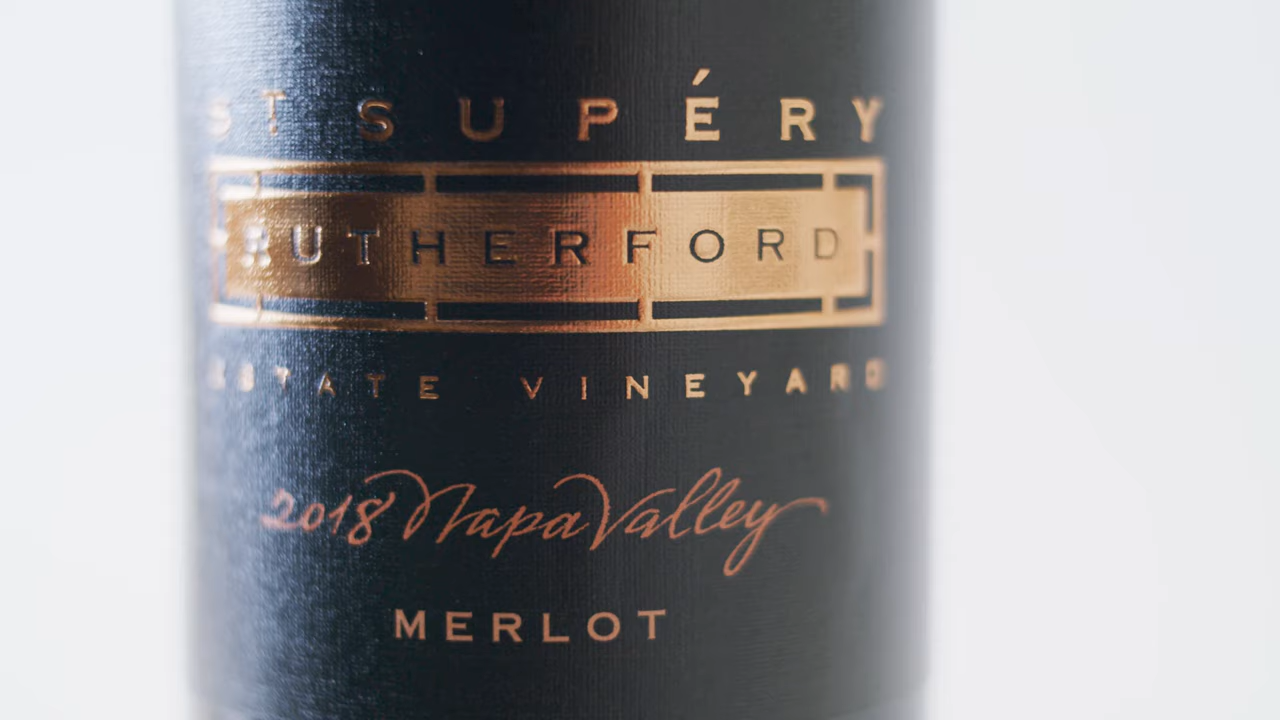 ST SUPÉRY
RUTHERFORD
ESTATE VINEYARD
2018 Napa Valley
MERLOT